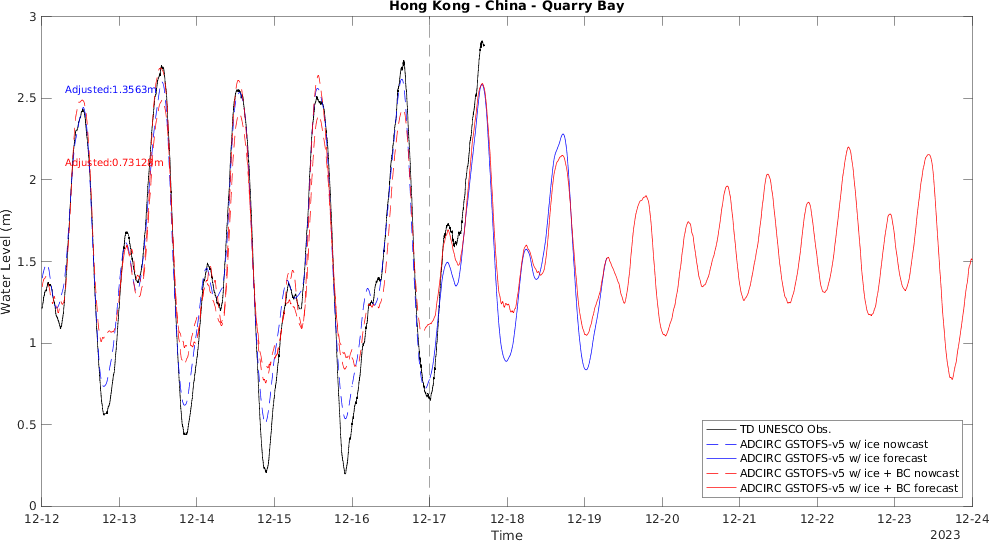 Hong Kong - China - Quarry Bay
3
2.5
2
1.5
1
0.5
0
Water Level (m)
Adjusted:1.3563m
Adjusted:0.73128m
TD UNESCO Obs.
ADCIRC GSTOFS-v5 w/ ice nowcast
ADCIRC GSTOFS-v5 w/ ice forecast
ADCIRC GSTOFS-v5 w/ ice + BC nowcast
ADCIRC GSTOFS-v5 w/ ice + BC forecast
12-12 12-13 12-14 12-15 12-16 12-17 12-18 12-19 12-20 12-21 12-22 12-23 12-24
Time
2023